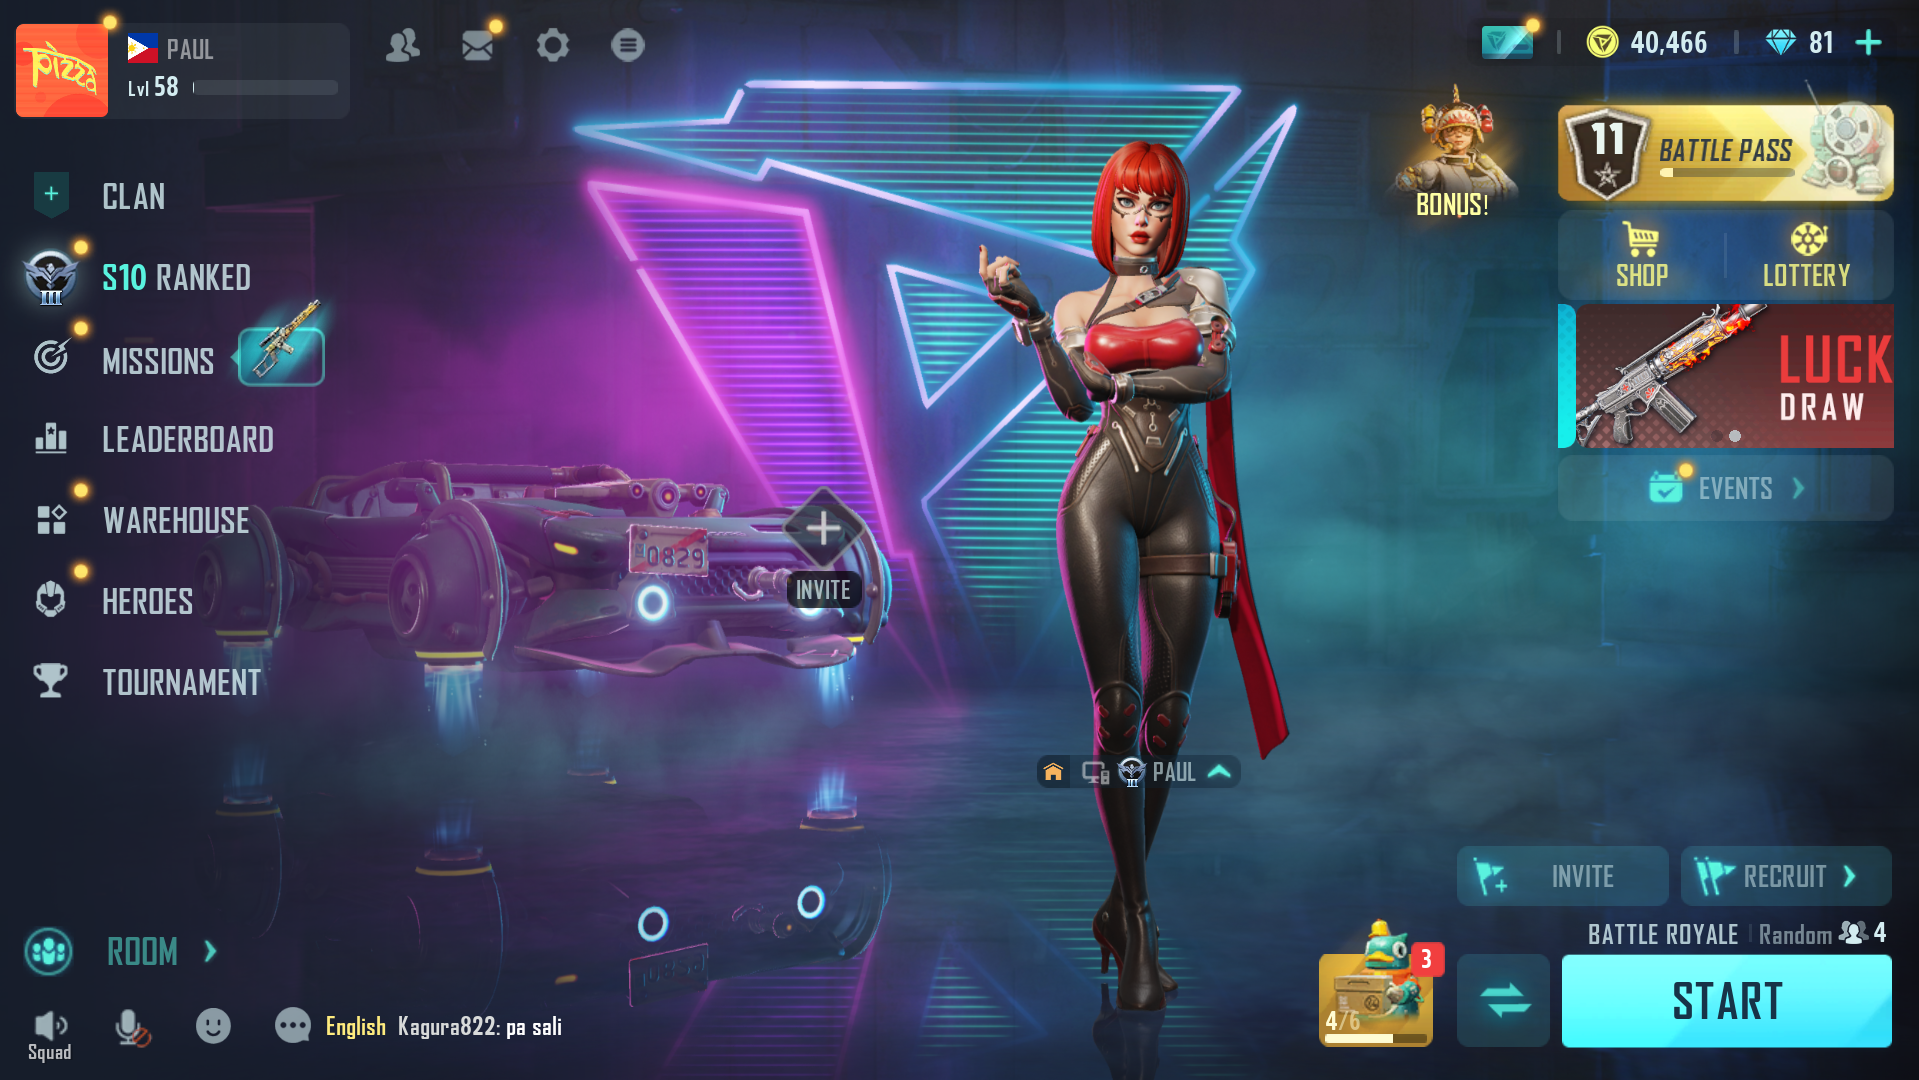 pizza
PAUL
Lvl 58
40,466
81
BONUS!
11
BATTLE PASS
SHOP
LOTTERY
LUCK
DRAW
EVENTS
CLAN
S10 RANKED
III
MISSIONS
LEADERBOARD
WAREHOUSE
HEROES
TOURNAMENT
0829
INVITE
III
PAUL
INVITE
RECRUIT
BATTLE ROYALE
Random
4
3
4/6
START
ROOM
Squad
English Kagura822: pa sali